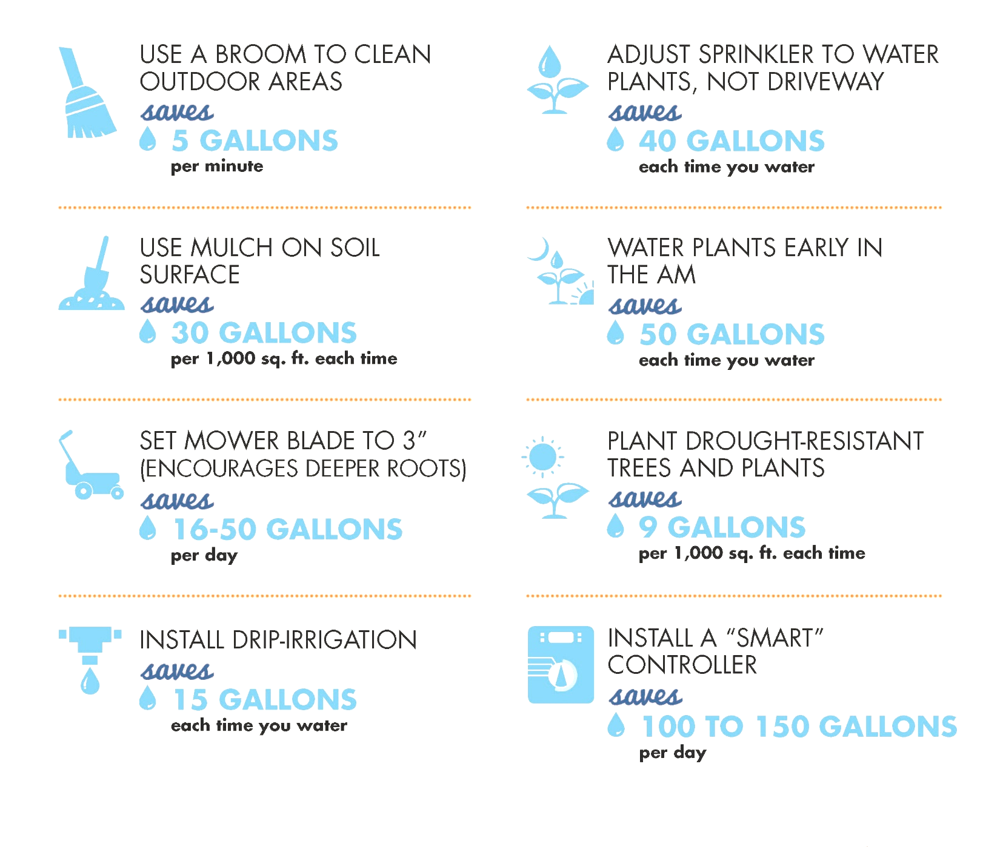 USE A BROOM TO CLEAN
OUTDOOR AREAS
saves
5 GALLONS
per minute
ADJUST SPRINKLER TO WATER
PLANTS, NOT DRIVEWAY
saves
40 GALLONS
each time you water
USE MULCH ON SOIL
SURFACE
saves
30 GALLONS
per 1,000 sq. ft. each time
WATER PLANTS EARLY IN
THE AM
saves
50 GALLONS
each time you water
SET MOWER BLADE TO 3”
(ENCOURAGES DEEPER ROOTS)
saves
16-50 GALLONS
per day
PLANT DROUGHT-RESISTANT
TREES AND PLANTS
saves
9 GALLONS
per 1,000 sq. ft. each time
INSTALL DRIP-IRRIGATION
saves
15 GALLONS
each time you water
INSTALL A “SMART”
CONTROLLER
saves
100 TO 150 GALLONS
per day